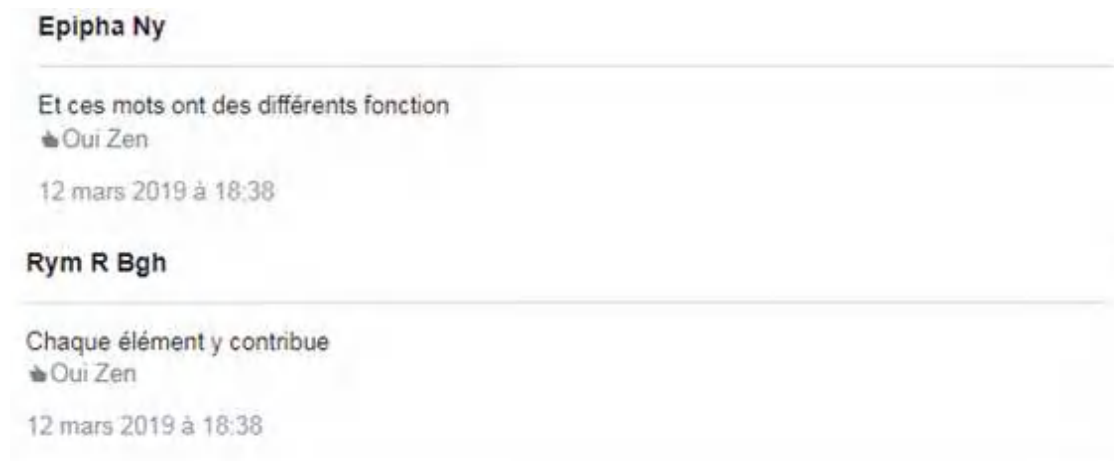 Epipha Ny
Et ces mots ont des différents fonction
Oui Zen
12 mars 2019 à 18:38
Rym R Bgh
Chaque élément y contribue
Oui Zen
12 mars 2019 à 18:38